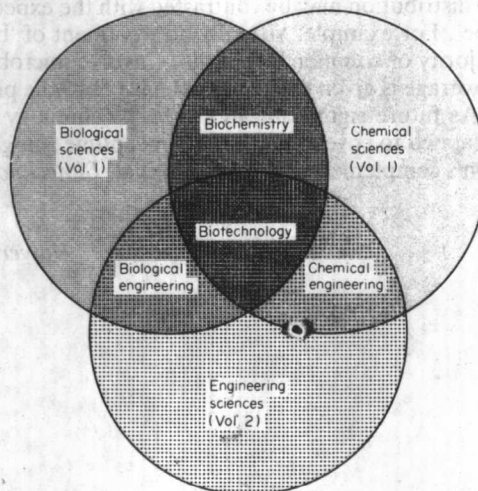 Biological
sciences
(Vol. 1)
Biochemistry
Chemical
sciences
(Vol. 1)
Biotechnology
Biological
engineering
Chemical
engineering
Engineering
sciences
(Vol. 2)